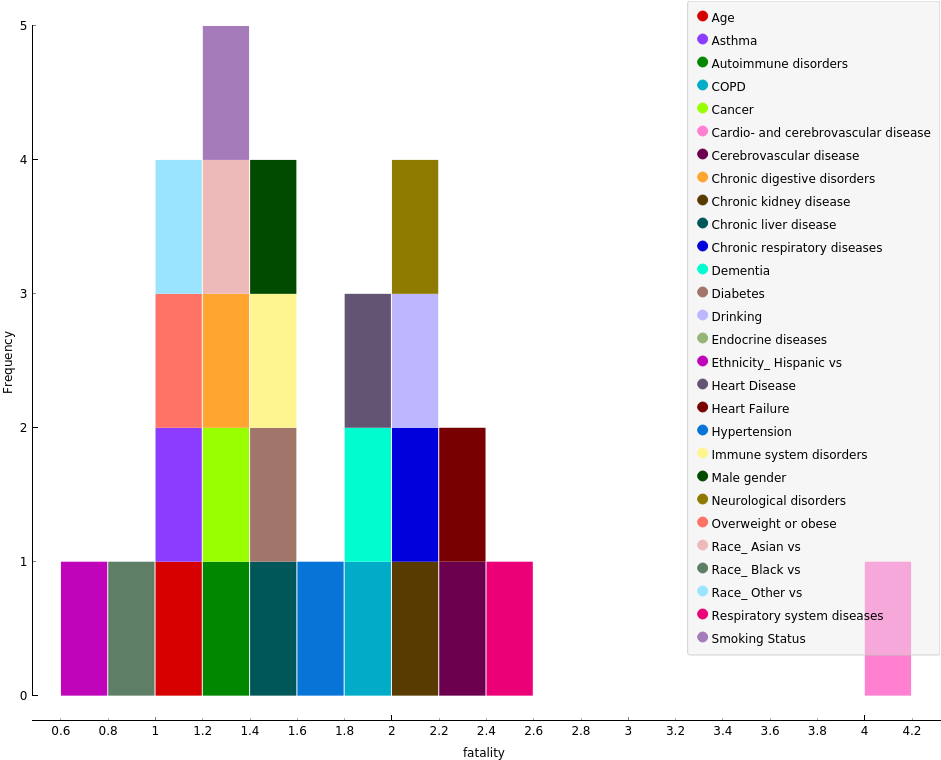 5
4
3
2
1
0
Frequency
0.6 0.8 1 1.2 1.4 1.6 1.8 2 2.2 2.4 2.6 2.8 3 3.2 3.4 3.6 3.8 4 4.2
fatality
Age
Asthma
Autoimmune disorders
COPD
Cancer
Cardio- and cerebrovascular disease
Cerebrovascular disease
Chronic digestive disorders
Chronic kidney disease
Chronic liver disease
Chronic respiratory diseases
Dementia
Diabetes
Drinking
Endocrine diseases
Ethnicity_ Hispanic vs
Heart Disease
Heart Failure
Hypertension
Immune system disorders
Male gender
Neurological disorders
Overweight or obese
Race_ Asian vs
Race_ Black vs
Race_ Other vs
Respiratory system diseases
Smoking Status